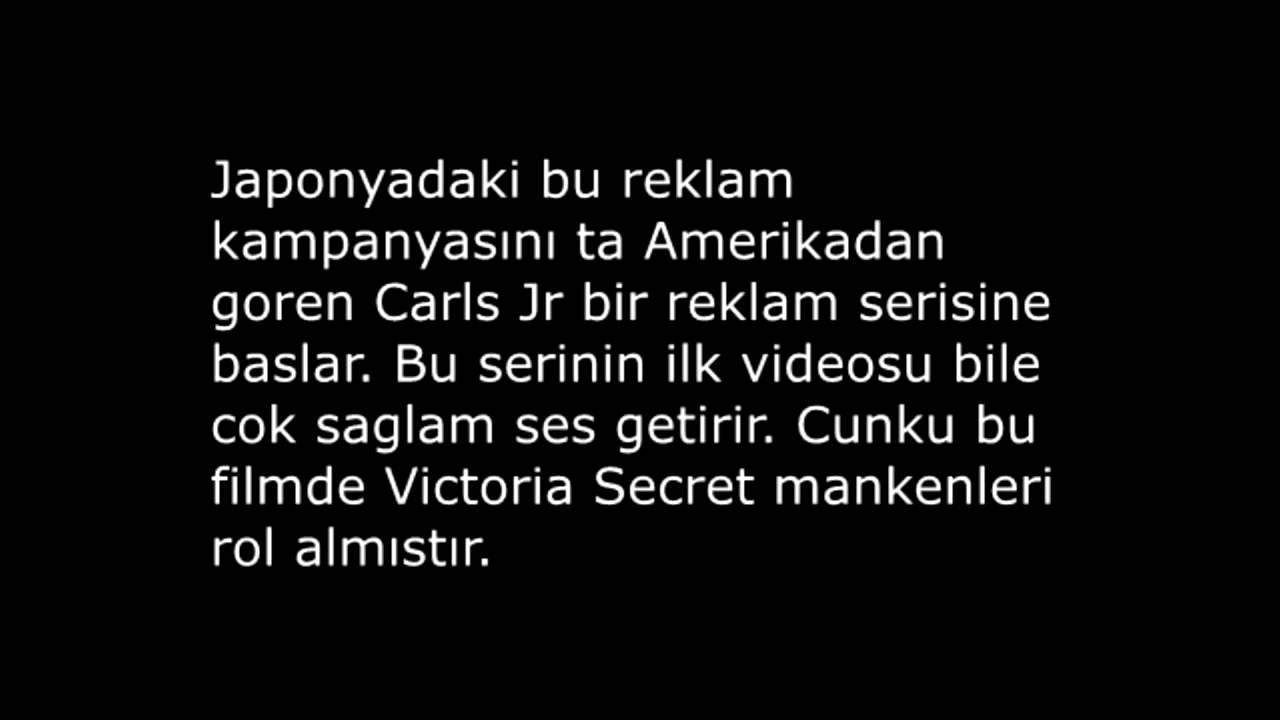 Japonyadaki bu reklam
kampanyasını ta Amerikadan
goren Carls Jr bir reklam serisine
baslar. Bu serinin ilk videosu bile
cok saglam ses getirir. Cunku bu
filmde Victoria Secret mankenleri
rol almıstır.